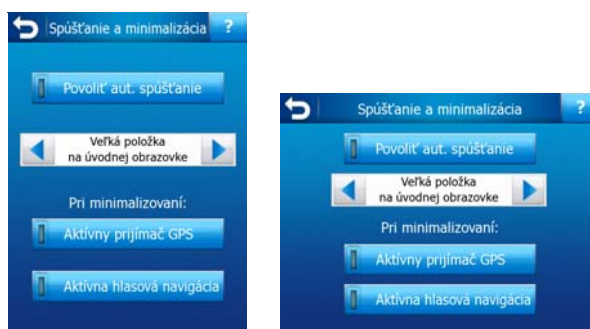 Spúšťanie a minimalizácia ?
Povoliť aut. spúšťanie
Veľká položka
na úvodnej obrazovke
Pri minimalizovaní:
Aktívny prijímač GPS
Aktívna hlasová navigácia
Spúšťanie a minimalizácia ?
Povoliť aut. spúšťanie
Veľká položka
na úvodnej obrazovke
Pri minimalizovaní:
Aktívny prijímač GPS
Aktívna hlasová navigácia